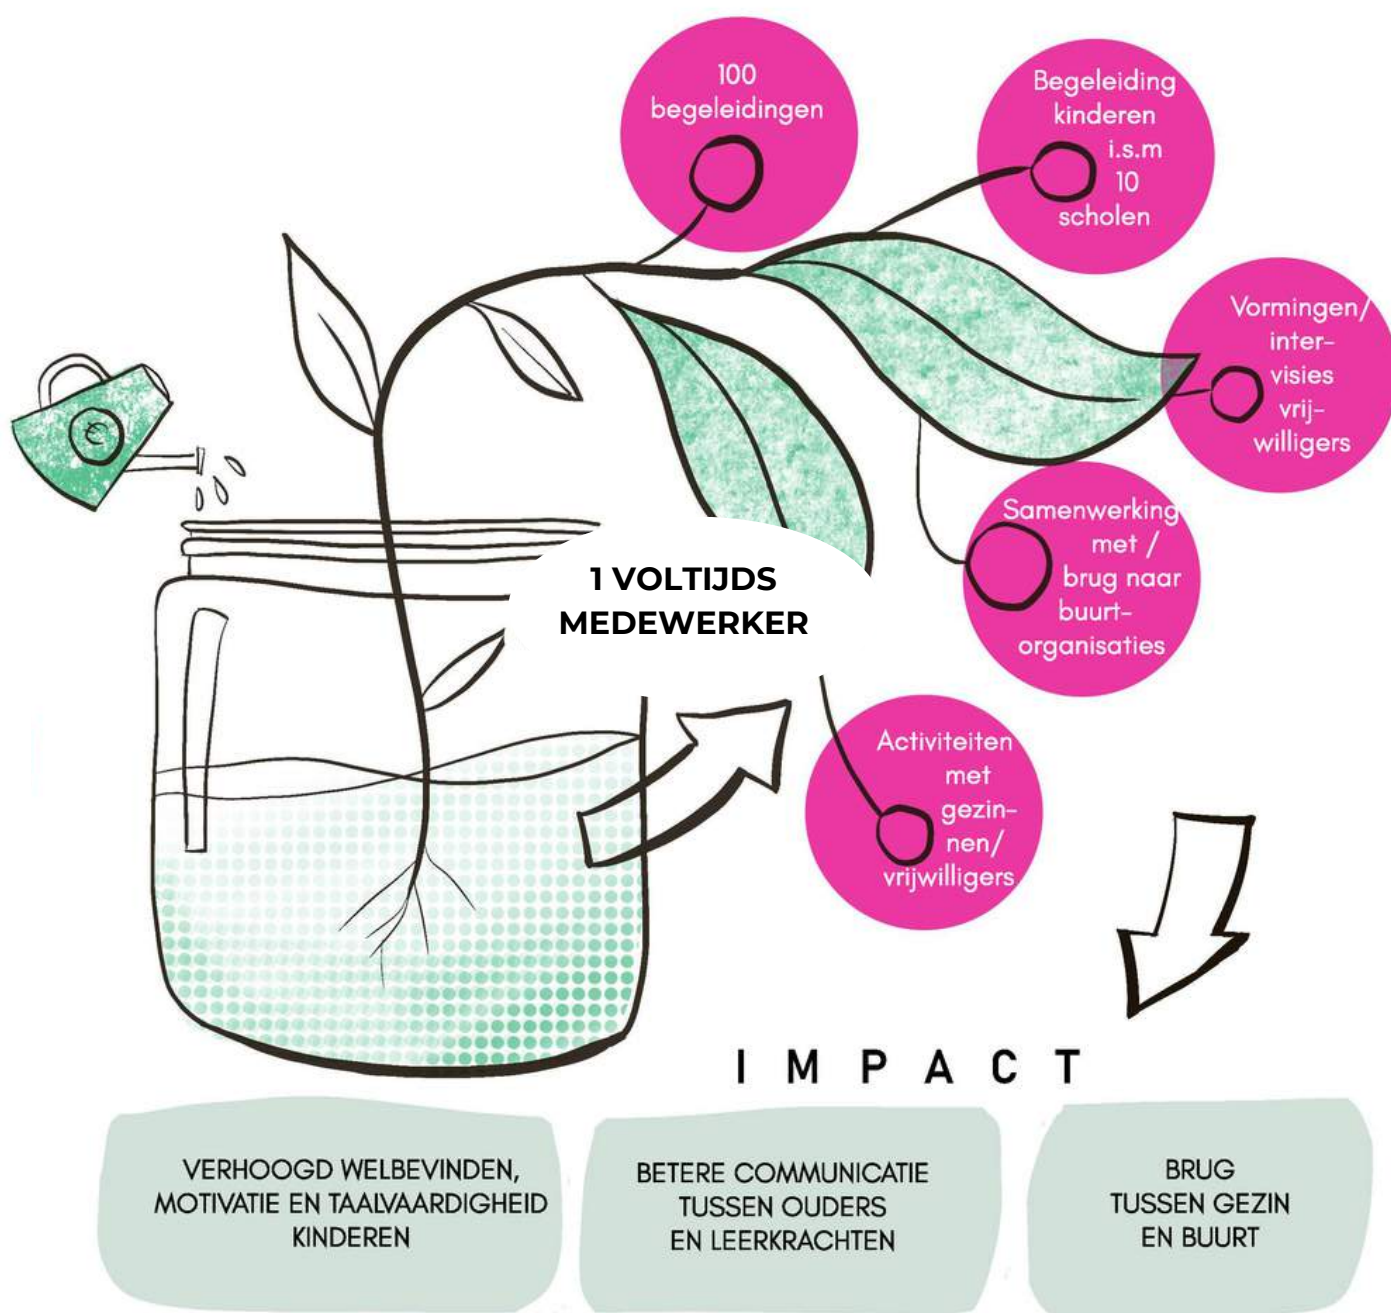 100
begeleidingen
Begeleiding
kinderen
i.s.m
10
scholen
Vormingen/
inter-
visies
vrij-
willigers
€
1 VOLTIJDS
MEDEWERKER
Samenwerking
met /
brug naar
buurt-
organisaties
Activiteiten
met
gezin-
nen/
vrijwilligers
IMPACT
VERHOOGD WELBEVINDEN,
MOTIVATIE EN TAALVAARDIGHEID
KINDEREN
BETERE COMMUNICATIE
TUSSEN OUDERS
EN LEERKRACHTEN
BRUG
TUSSEN GEZIN
EN BUURT